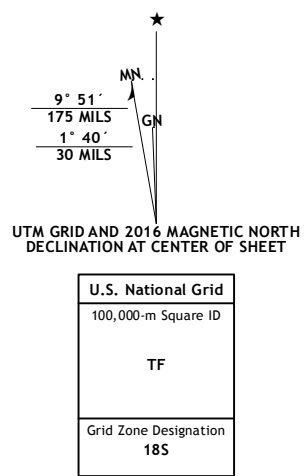 ★
MN
9° 51´
175 MILS
GN
1° 40´
30 MILS
UTM GRID AND 2016 MAGNETIC NORTH
DECLINATION AT CENTER OF SHEET
U.S. National Grid
100,000-m Square ID
TF
Grid Zone Designation
18S